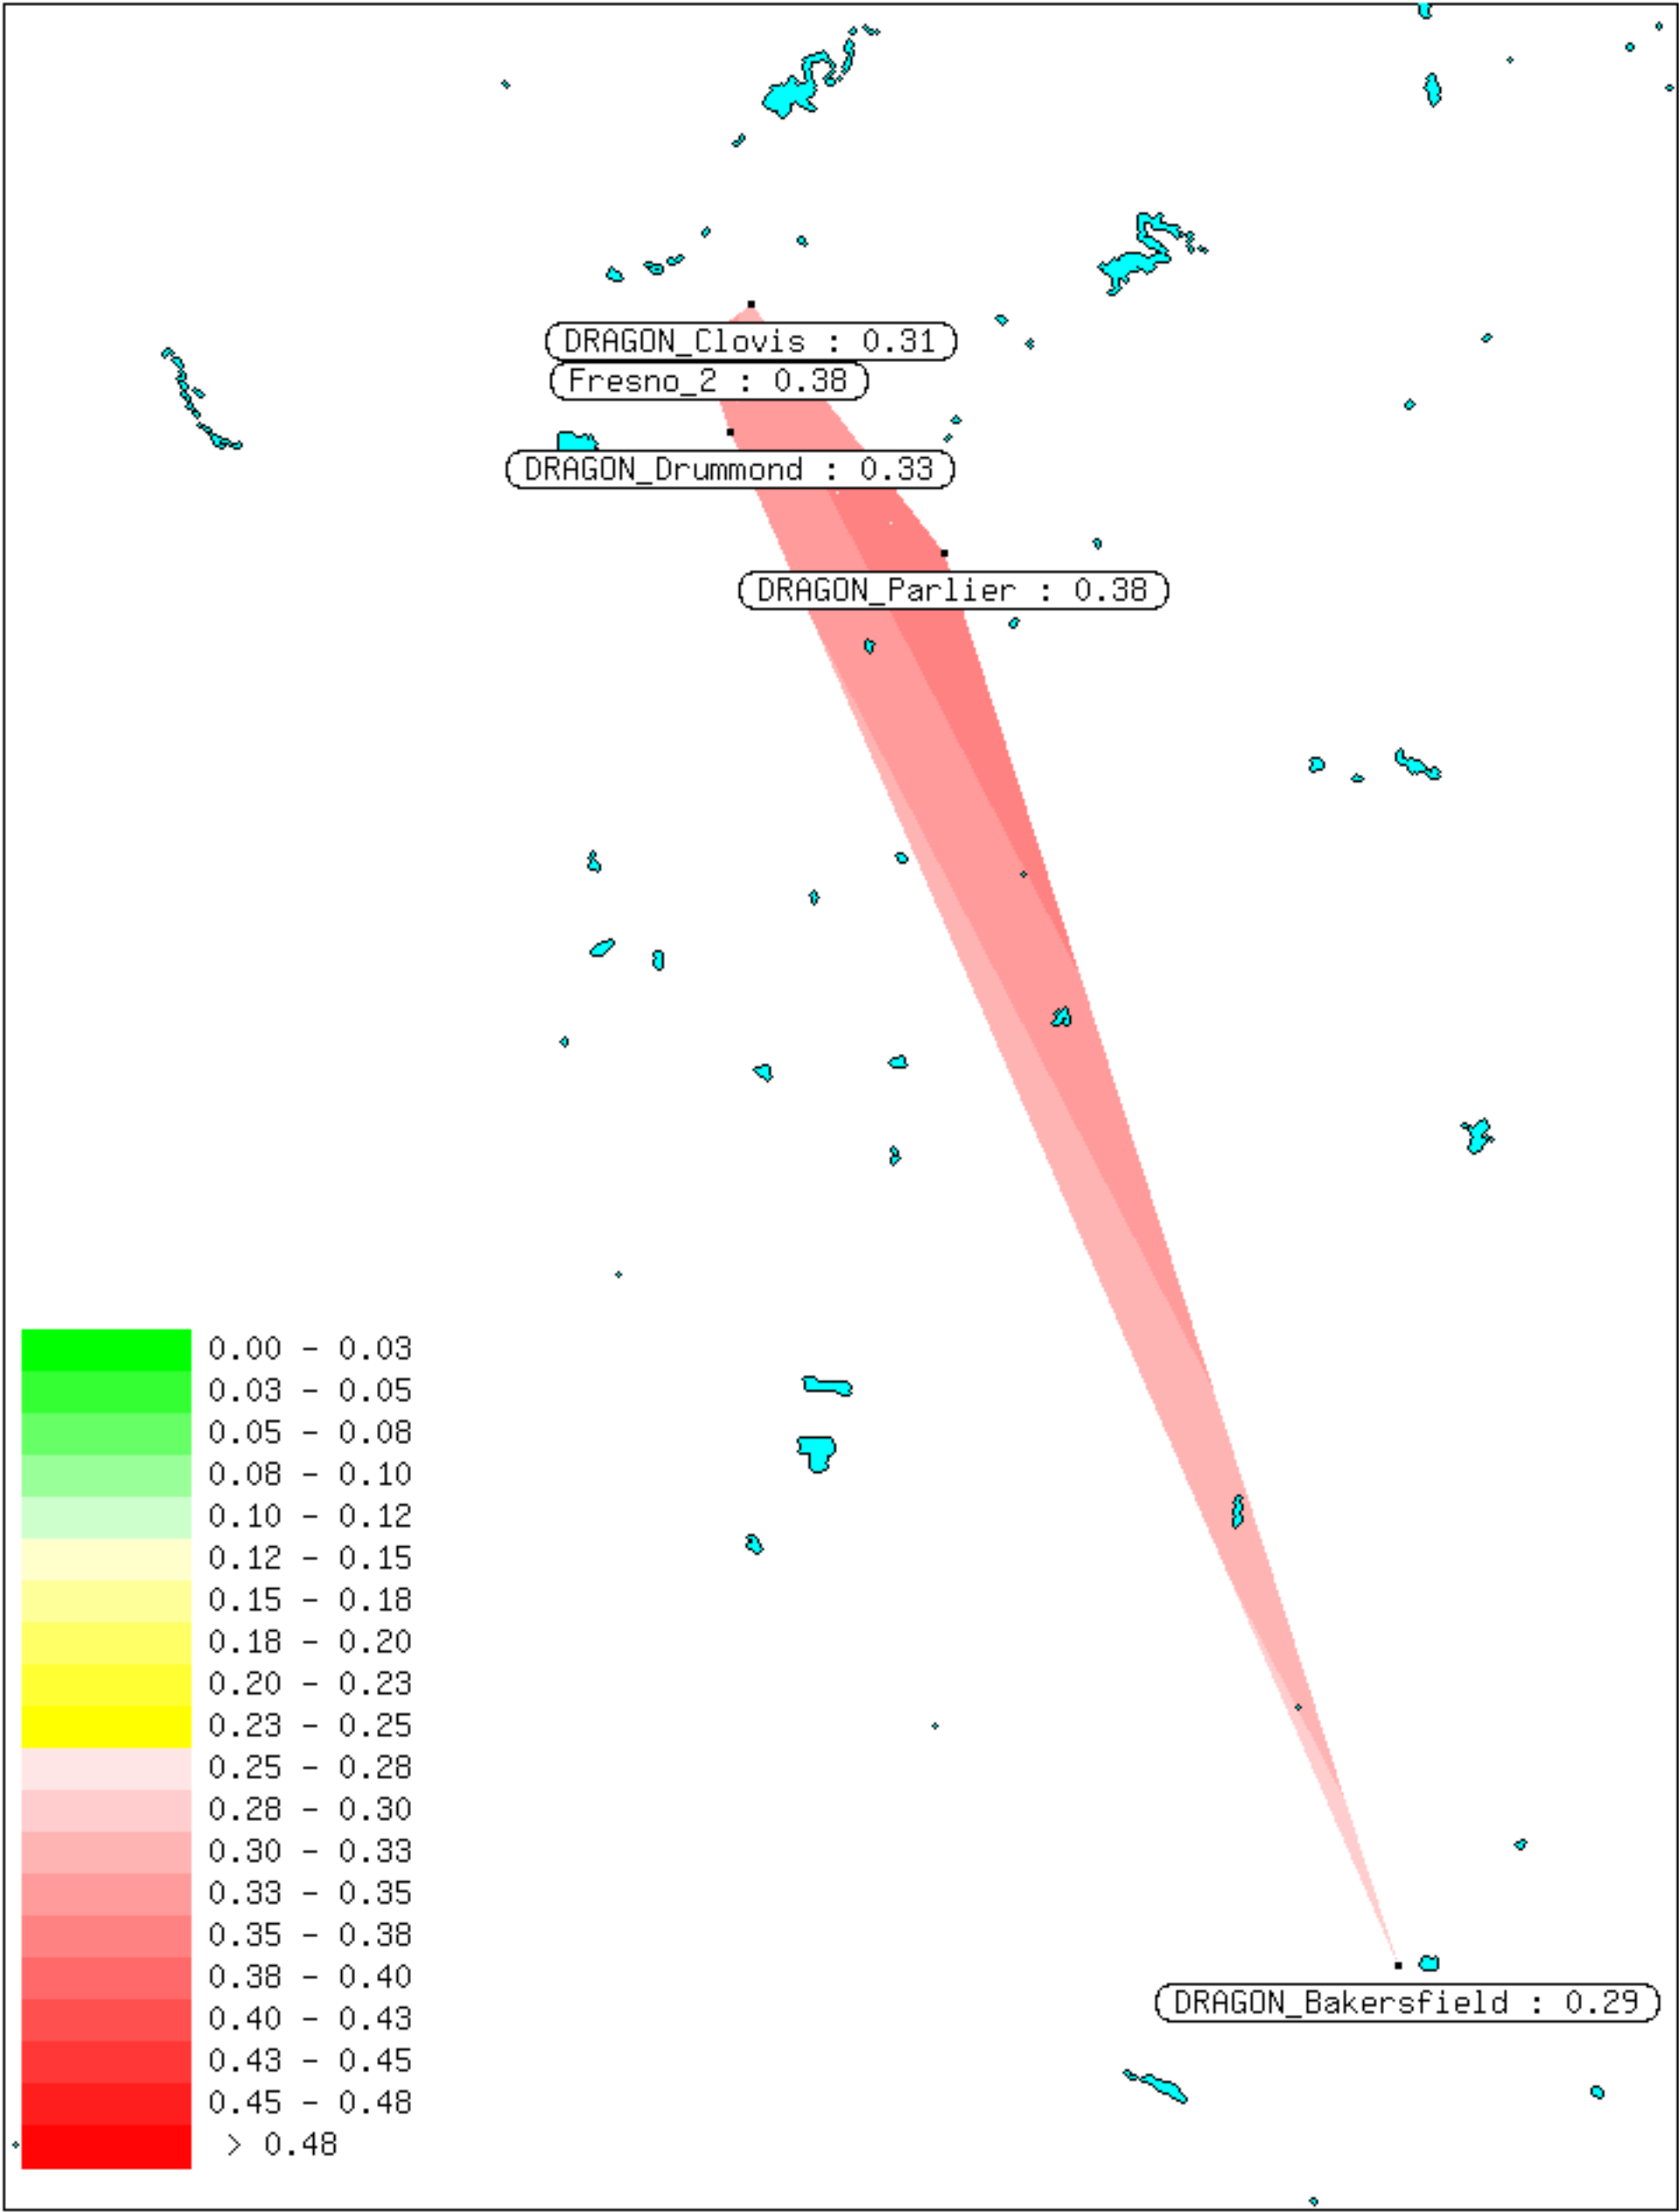 DRAGON_Clovis : 0.31
Fresno_2 : 0.38
DRAGON_Drummond : 0.33
DRAGON_Parlier : 0.38
0.00 - 0.03
0.03 - 0.05
0.05 - 0.08
0.08 - 0.10
0.10 - 0.12
0.12 - 0.15
0.15 - 0.18
0.18 - 0.20
0.20 - 0.23
0.23 - 0.25
0.25 - 0.28
0.28 - 0.30
0.30 - 0.33
0.33 - 0.35
0.35 - 0.38
0.38 - 0.40
0.40 - 0.43
0.43 - 0.45
0.45 - 0.48
> 0.48
DRAGON_Bakersfield : 0.29